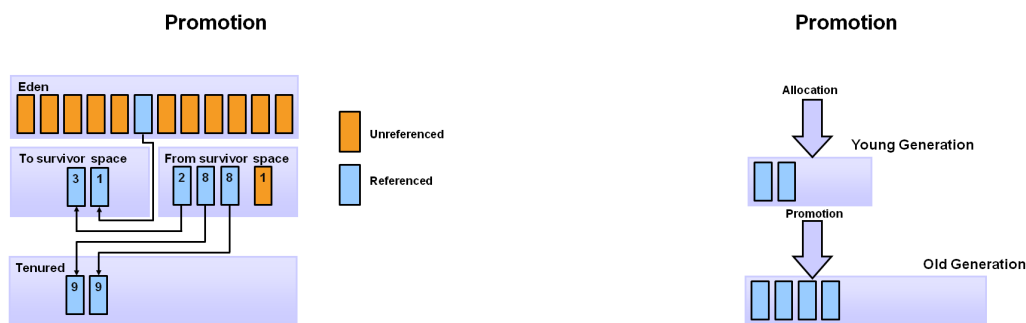 Promotion
Eden
To survivor space
3 1
From survivor space
2 8 8 1
Tenured
9 9
Unreferenced
Referenced
Promotion
Allocation
Young Generation
Promotion
Old Generation